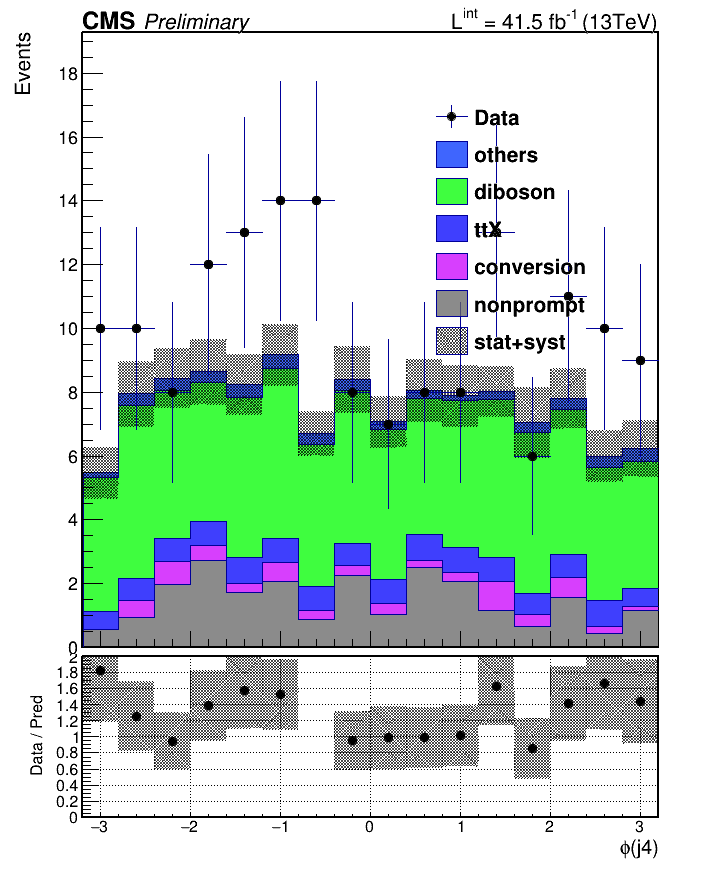 CMS Preliminary
L^int = 41.5 fb^-1 (13TeV)
Events
18
16
14
12
10
8
6
4
2
0
Data
others
diboson
ttX
conversion
nonprompt
stat+syst
Data / Pred
2
1.8
1.6
1.4
1.2
1
0.8
0.6
0.4
0.2
0
−3 −2 −1 0 1 2 3
ϕ(j4)